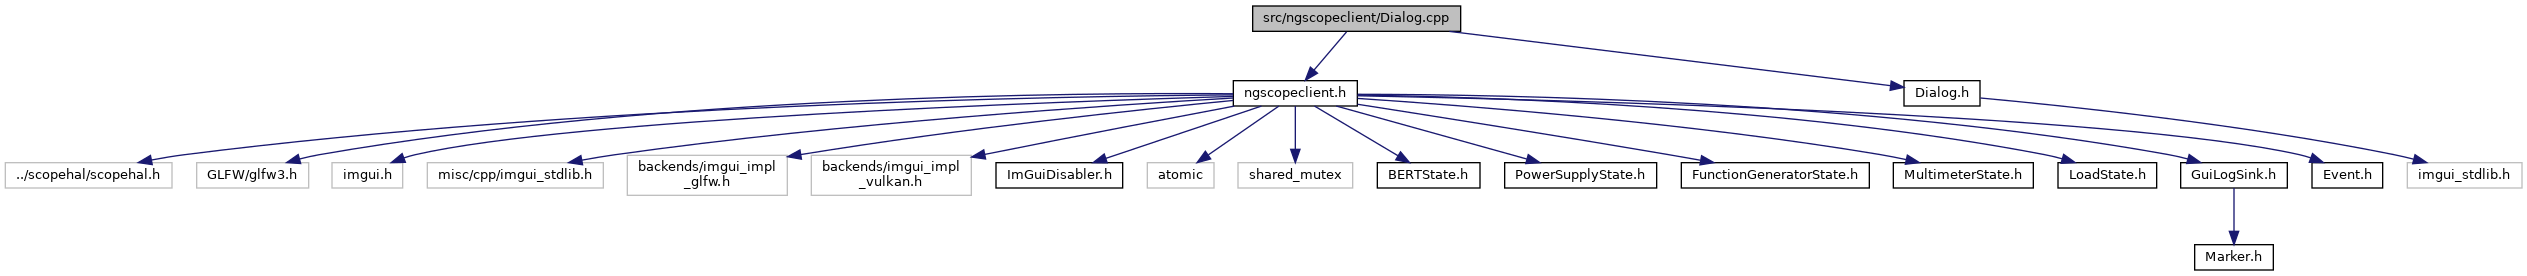 src/ngscopeclient/Dialog.cpp
ngscopeclient.h
Dialog.h
../scopehal/scopehal.h
GLFW/glfw3.h
imgui.h
misc/cpp/imgui_stdlib.h
backends/imgui_impl
_glfw.h
backends/imgui_impl
_vulkan.h
ImGuiDisabler.h
atomic
shared_mutex
BERTState.h
PowerSupplyState.h
FunctionGeneratorState.h
MultimeterState.h
LoadState.h
GuiLogSink.h
Event.h
imgui_stdlib.h
Marker.h